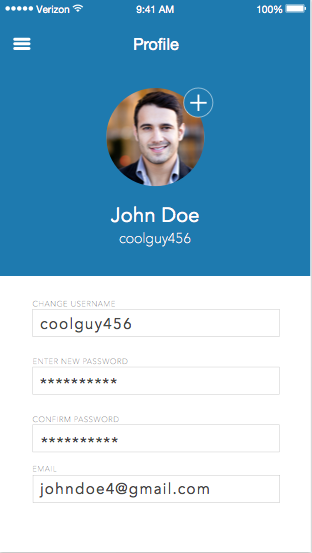 Verizon 9:41 AM 100%
Profile
John Doe
coolguy456
CHANGE USERNAME
coolguy456
ENTER NEW PASSWORD
**********
CONFIRM PASSWORD
**********
EMAIL
johndoe4@gmail.com